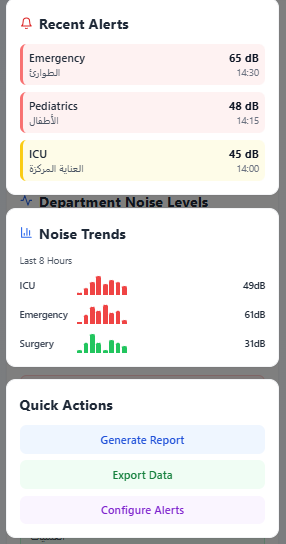 Recent Alerts
Emergency 65 dB
الطوارئ 14:30
Pediatrics 48 dB
الأطفال 14:15
ICU 45 dB
العناية المركزة 14:00
Department Noise Levels
Noise Trends
Last 8 Hours
ICU 49dB
Emergency 61dB
Surgery 31dB
Quick Actions
Generate Report
Export Data
Configure Alerts